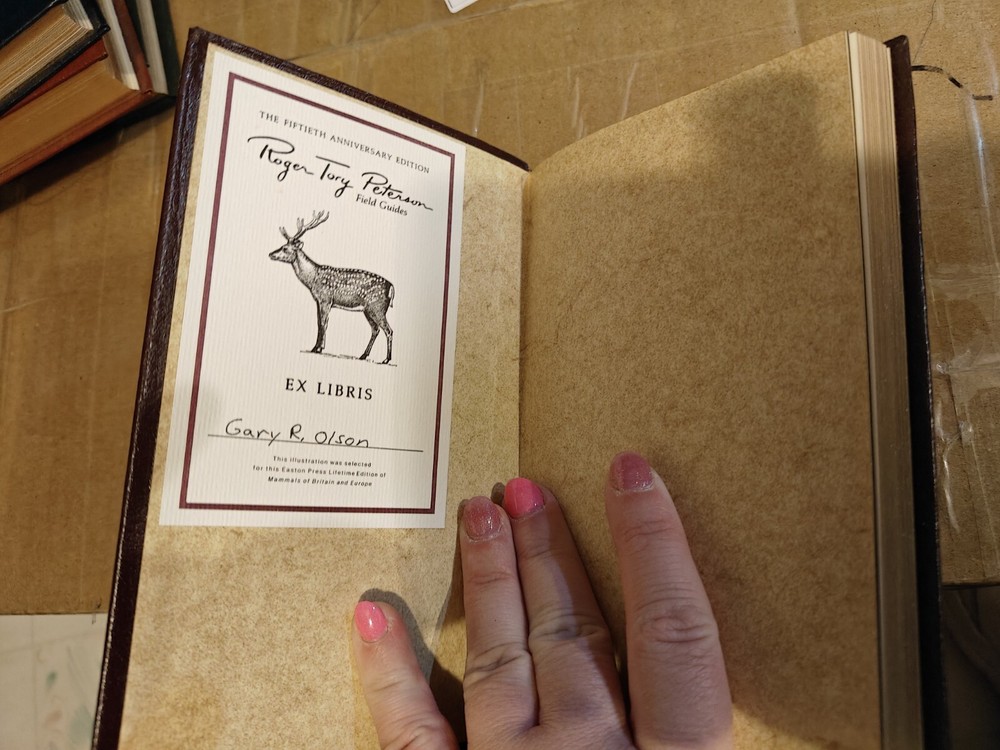 THE FIFTIETH ANNIVERSARY EDITION
Roger Tory Peterson
Field Guides
EX LIBRIS
Gary R. Olson
This illustration was selected
for this Easton Press Lifetime Edition of
Mammals of Britain and Europe